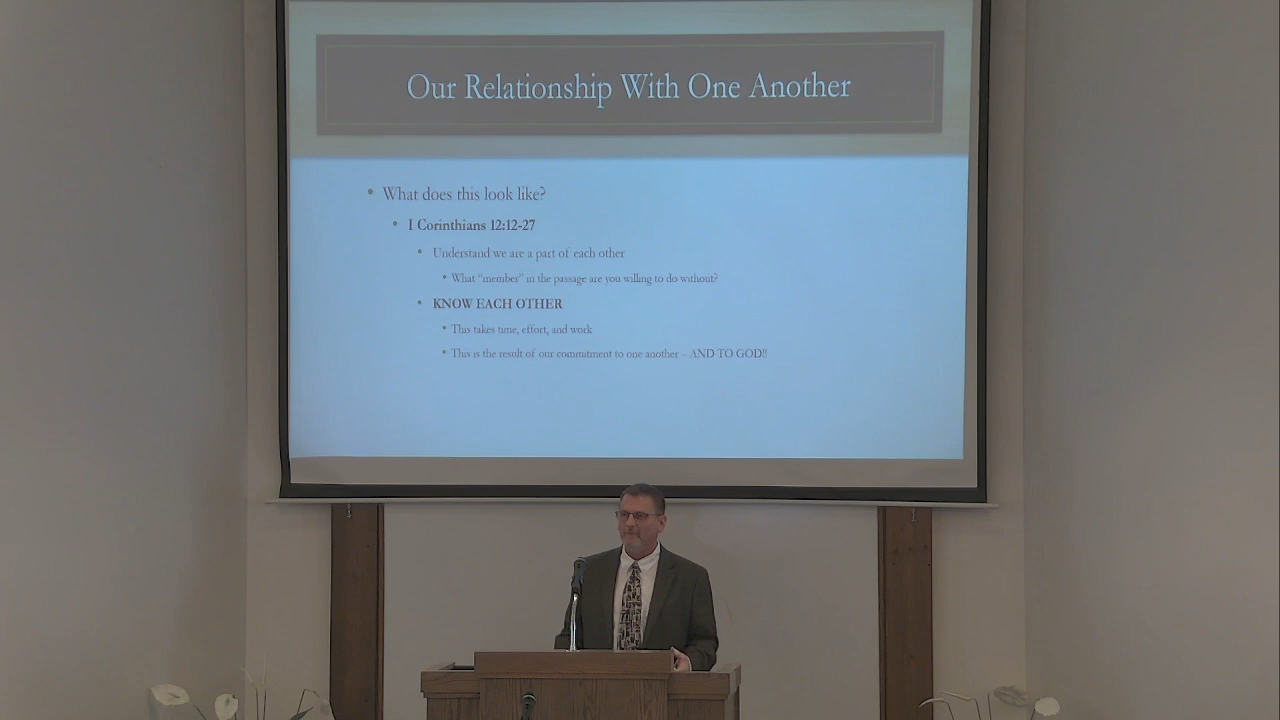 Our Relationship With One Another
• What does this look like?
• I Corinthians 12:12-27
• Understand we are a part of each other
• What “member” in the passage are you willing to do without?
• KNOW EACH OTHER
• This takes time, effort, and work
• This is the result of our commitment to one another – AND TO GOD!!